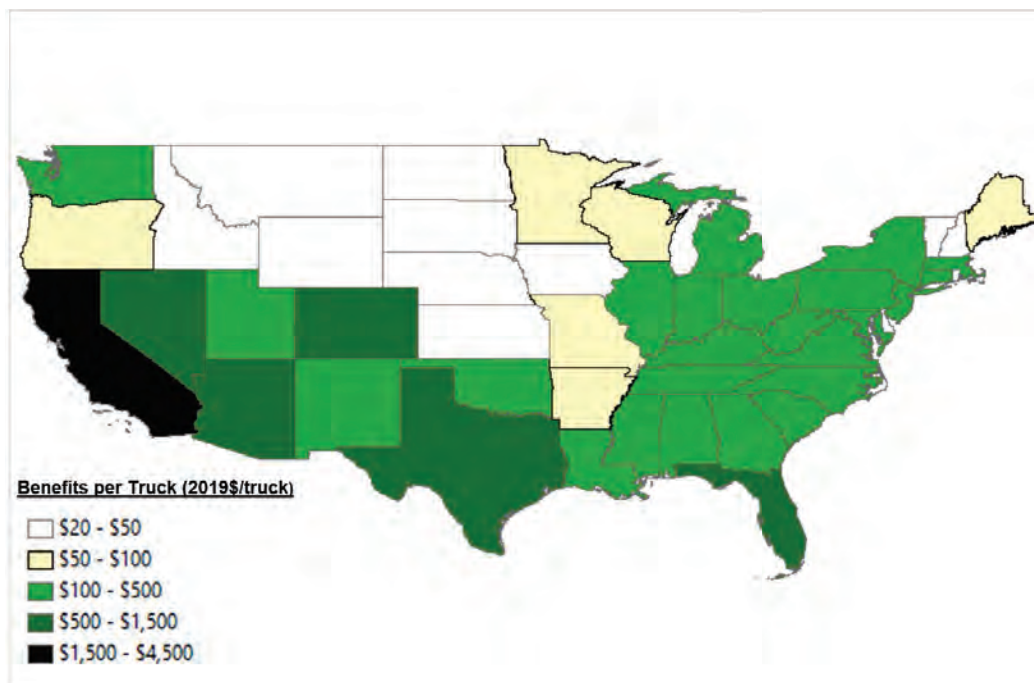 Benefits per Truck (2019$/truck)
$20 - $50
$50 - $100
$100 - $500
$500 - $1,500
$1,500 - $4,500